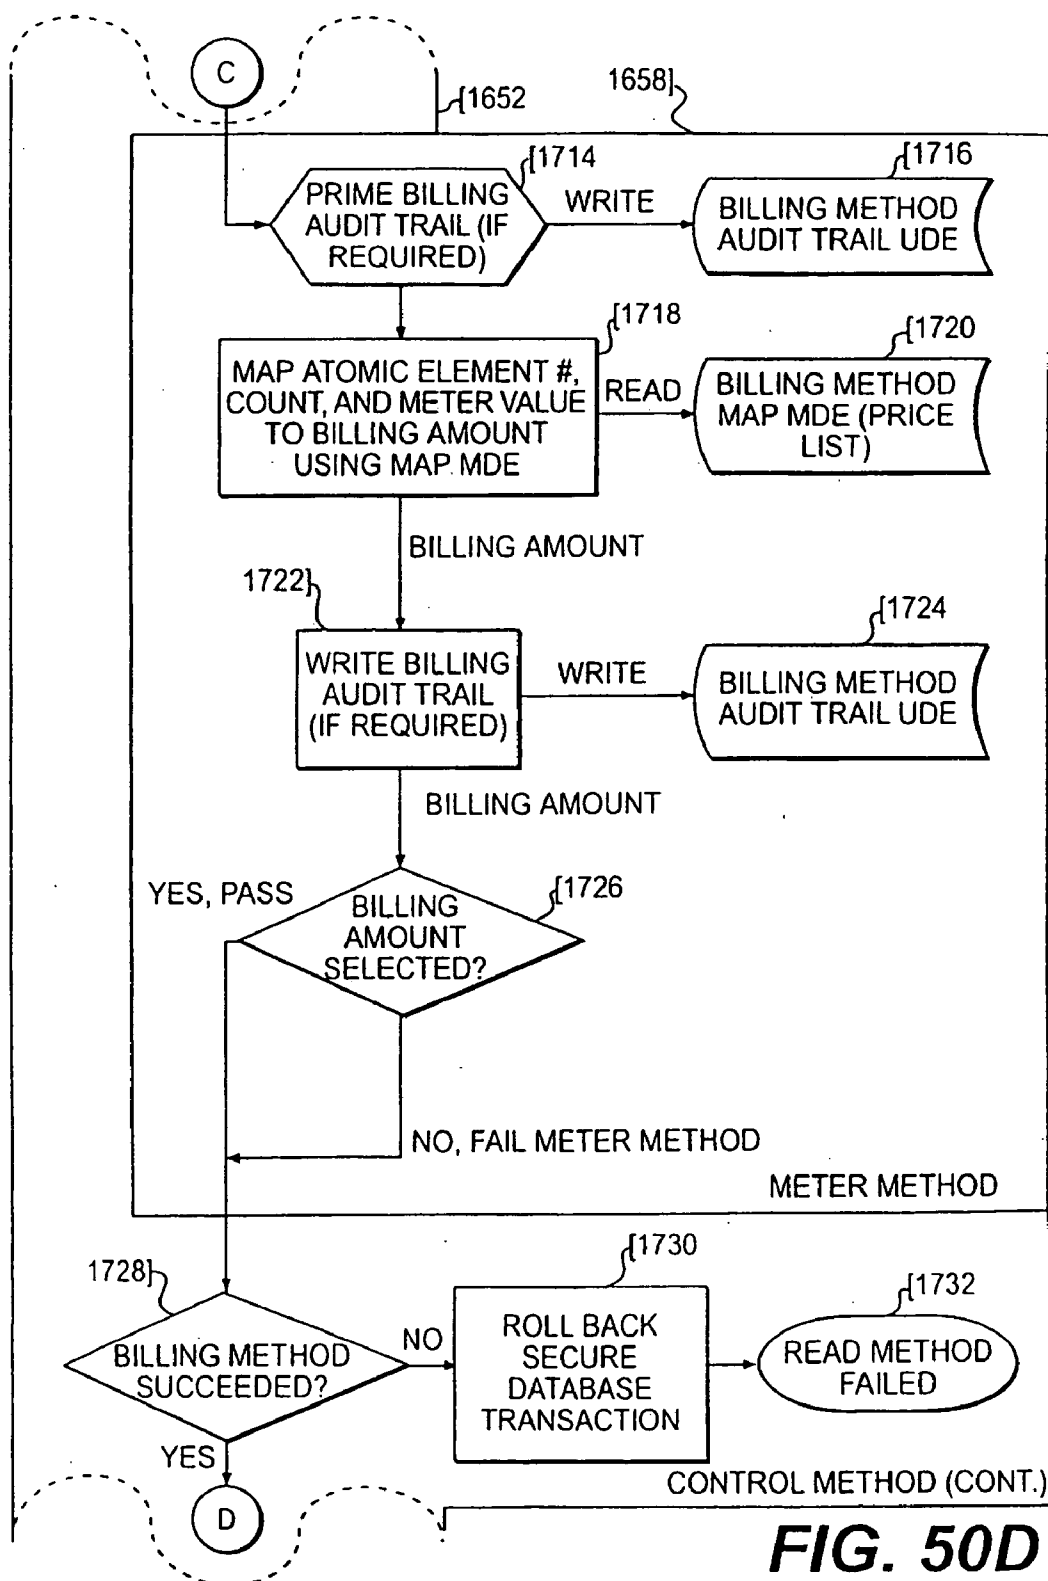 C
[1652
1658]
[1714
PRIME BILLING
AUDIT TRAIL (IF
REQUIRED)
WRITE
[1716
BILLING METHOD
AUDIT TRAIL UDE
[1718
MAP ATOMIC ELEMENT #,
COUNT, AND METER VALUE
TO BILLING AMOUNT
USING MAP MDE
READ
[1720
BILLING METHOD
MAP MDE (PRICE
LIST)
BILLING AMOUNT
1722]
WRITE BILLING
AUDIT TRAIL
(IF REQUIRED)
WRITE
[1724
BILLING METHOD
AUDIT TRAIL UDE
BILLING AMOUNT
YES, PASS
[1726
BILLING
AMOUNT
SELECTED?
NO, FAIL METER METHOD
METER METHOD
1728]
BILLING METHOD
SUCCEEDED?
NO
[1730
ROLL BACK
SECURE
DATABASE
TRANSACTION
[1732
READ METHOD
FAILED
YES
D
CONTROL METHOD (CONT.)
FIG. 50D